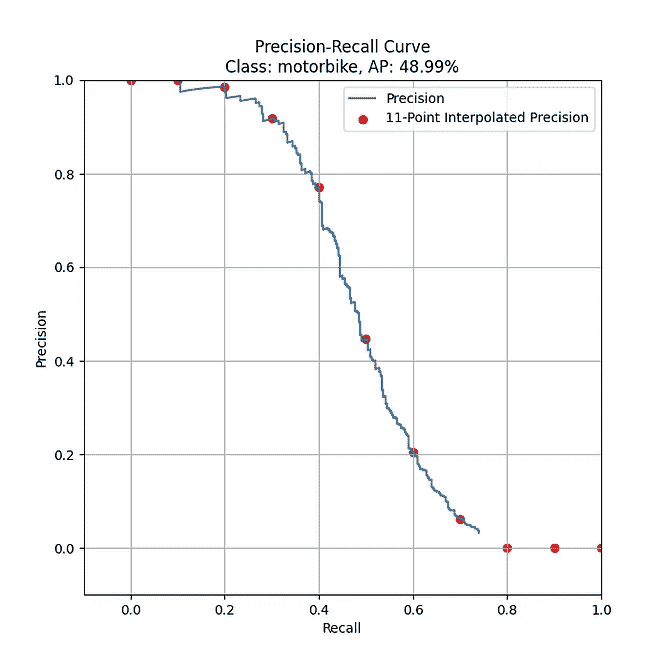 Precision-Recall Curve
Class: motorbike, AP: 48.99%
Precision
11-Point Interpolated Precision
1.0
0.8
0.6
0.4
0.2
0.0
Precision
0.0 0.2 0.4 0.6 0.8 1.0
Recall